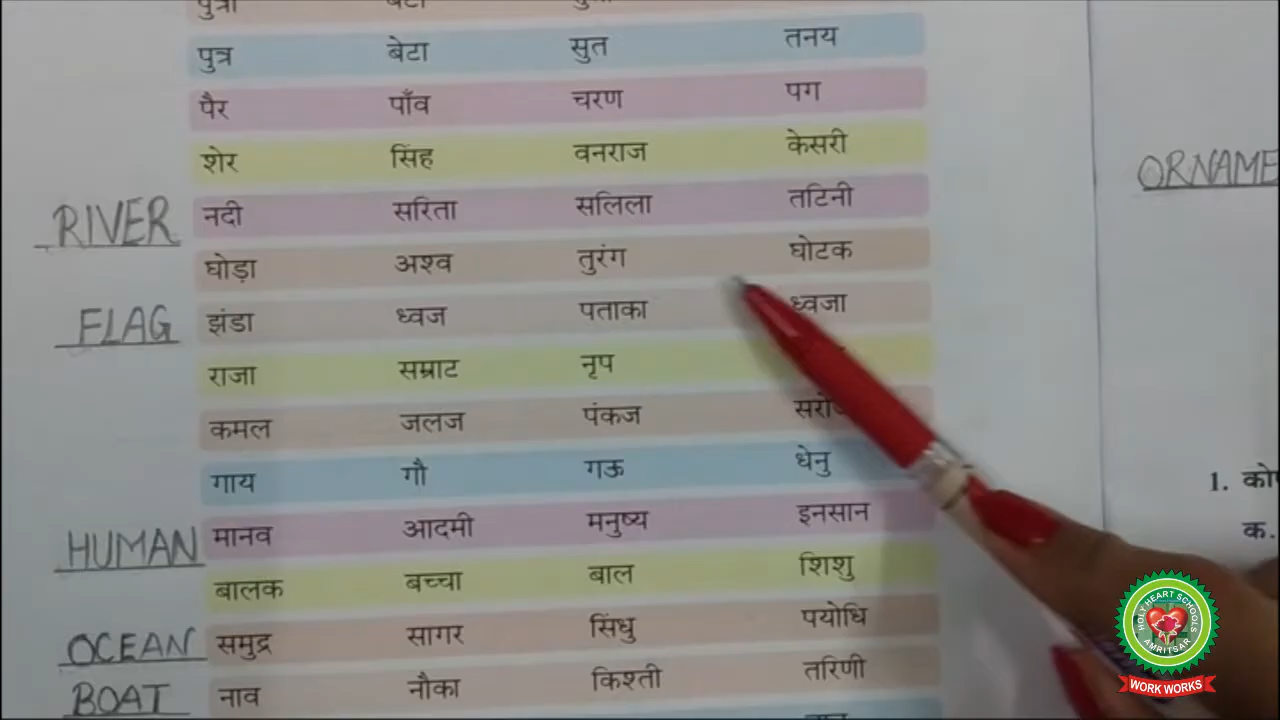 पुत्री बेटी
पुत्र बेटा सुत तनय
पैर पाँव चरण पग
शेर सिंह वनराज केसरी
ORNAME
RIVER नदी सरिता सलिला तटिनी
घोड़ा अश्व तुरंग घोटक
FLAG झंडा ध्वज पताका ध्वजा
राजा सम्राट नृप
कमल जलज पंकज
गाय गौ गऊ धेनु
1.
HUMAN मानव आदमी मनुष्य इनसान
क.
बालक बच्चा बाल शिशु
OCEAN समुद्र सागर सिंधु पयोधि
BOAT नाव नौका किश्ती तरिणी
HOLY HEART SCHOOLS
AMRITSAR
WORK WORKS